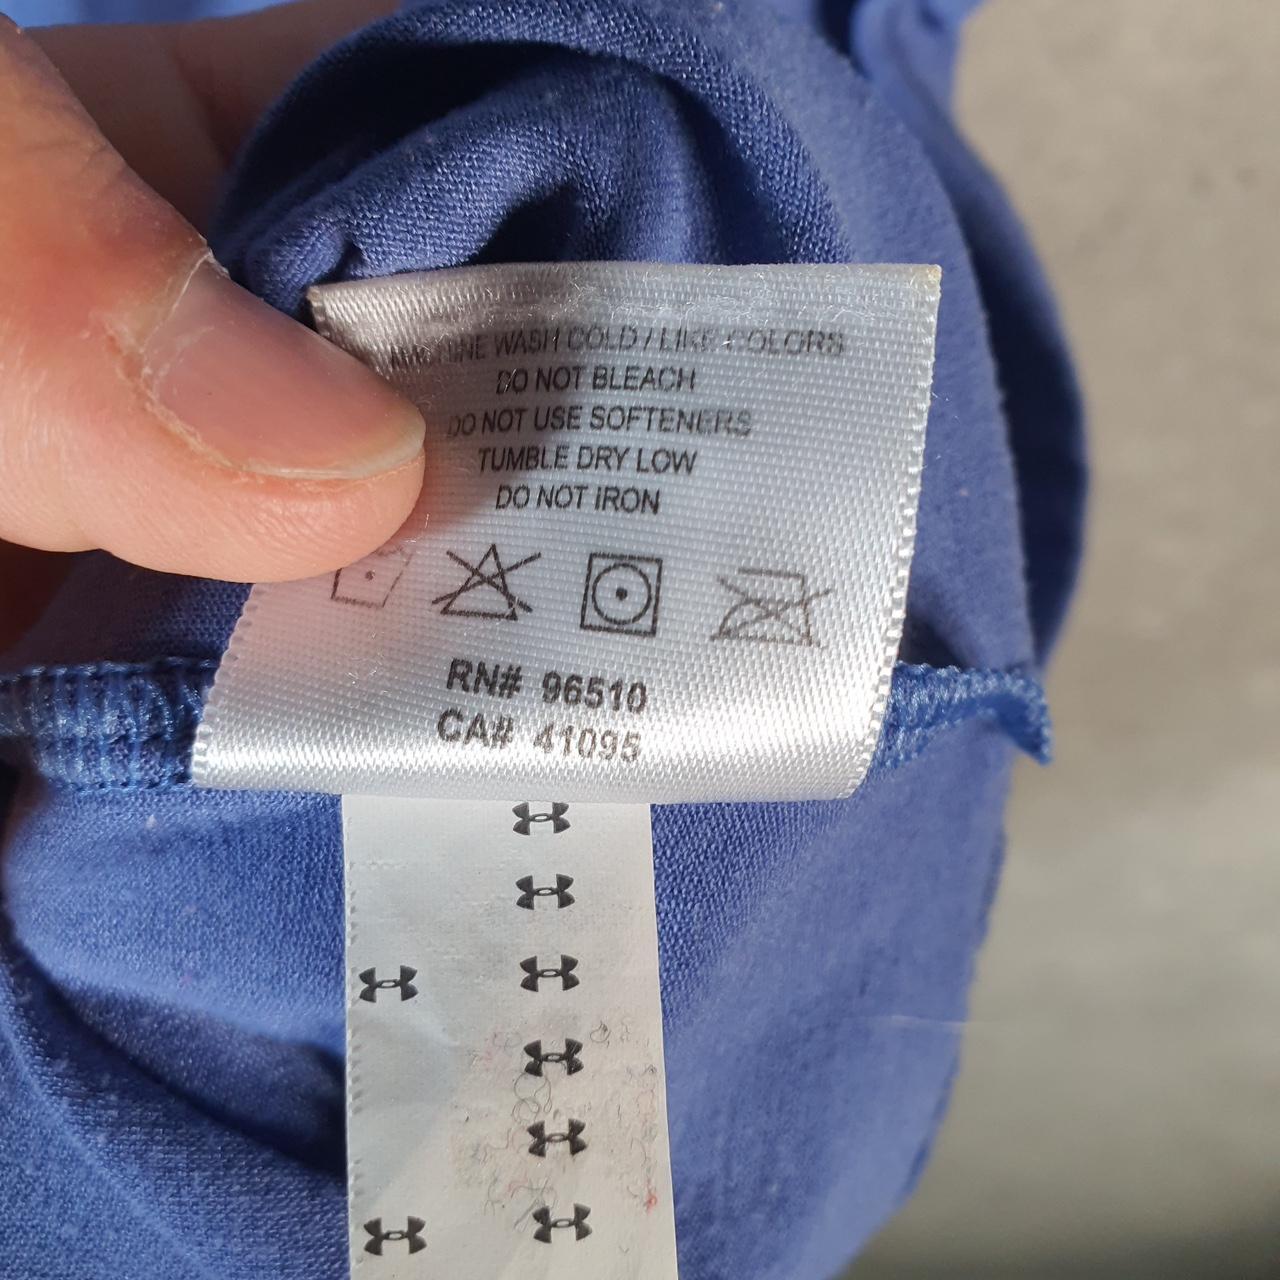 MACHINE WASH COLD / LIKE COLORS
DO NOT BLEACH
DO NOT USE SOFTENERS
TUMBLE DRY LOW
DO NOT IRON
RN# 96510
CA# 41095